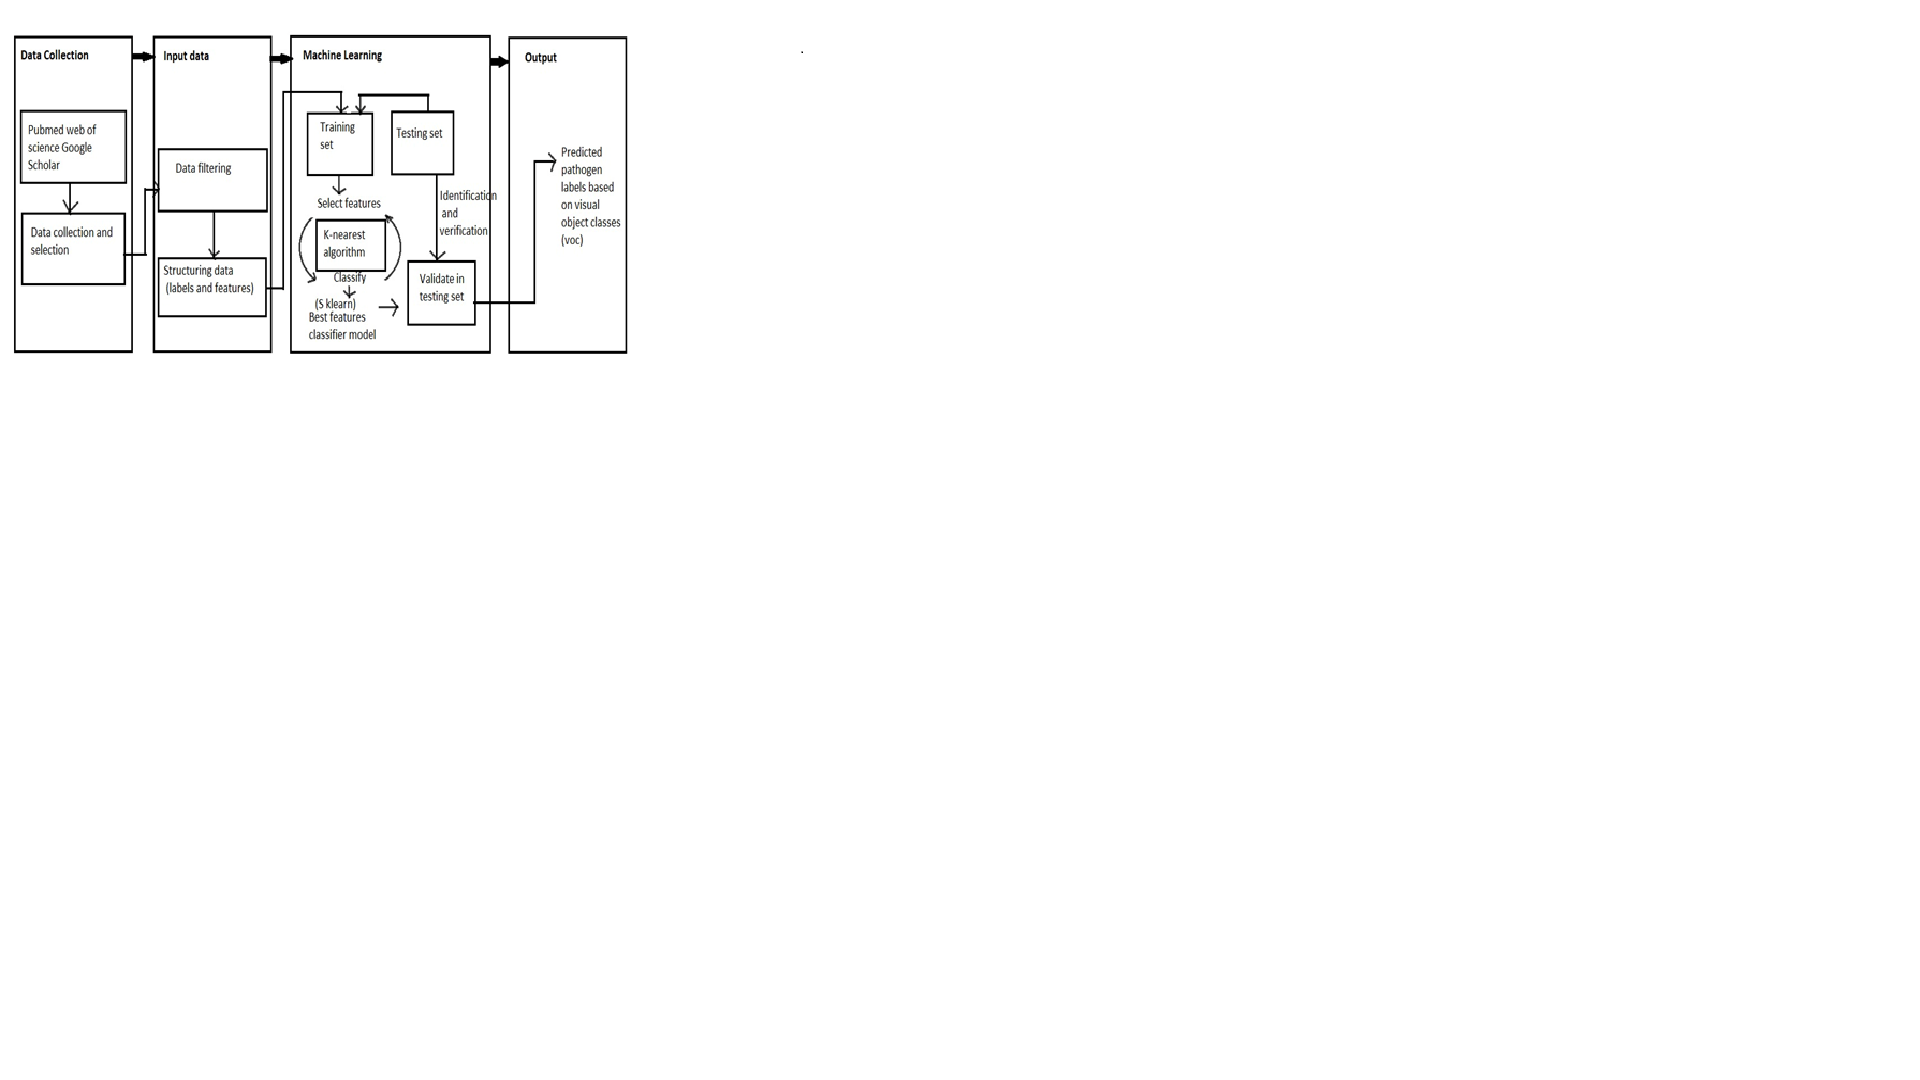 Data Collection
Pubmed web of
science Google
Scholar
Data collection and
selection
Input data
Data filtering
Structuring data
(labels and features)
Machine Learning
Training
set
Testing set
Select features
K-nearest
algorithm
Classify
(S klearn)
Best features
classifier model
Identification
and
verification
Validate in
testing set
Output
Predicted
pathogen
labels based
on visual
object classes
(voc)